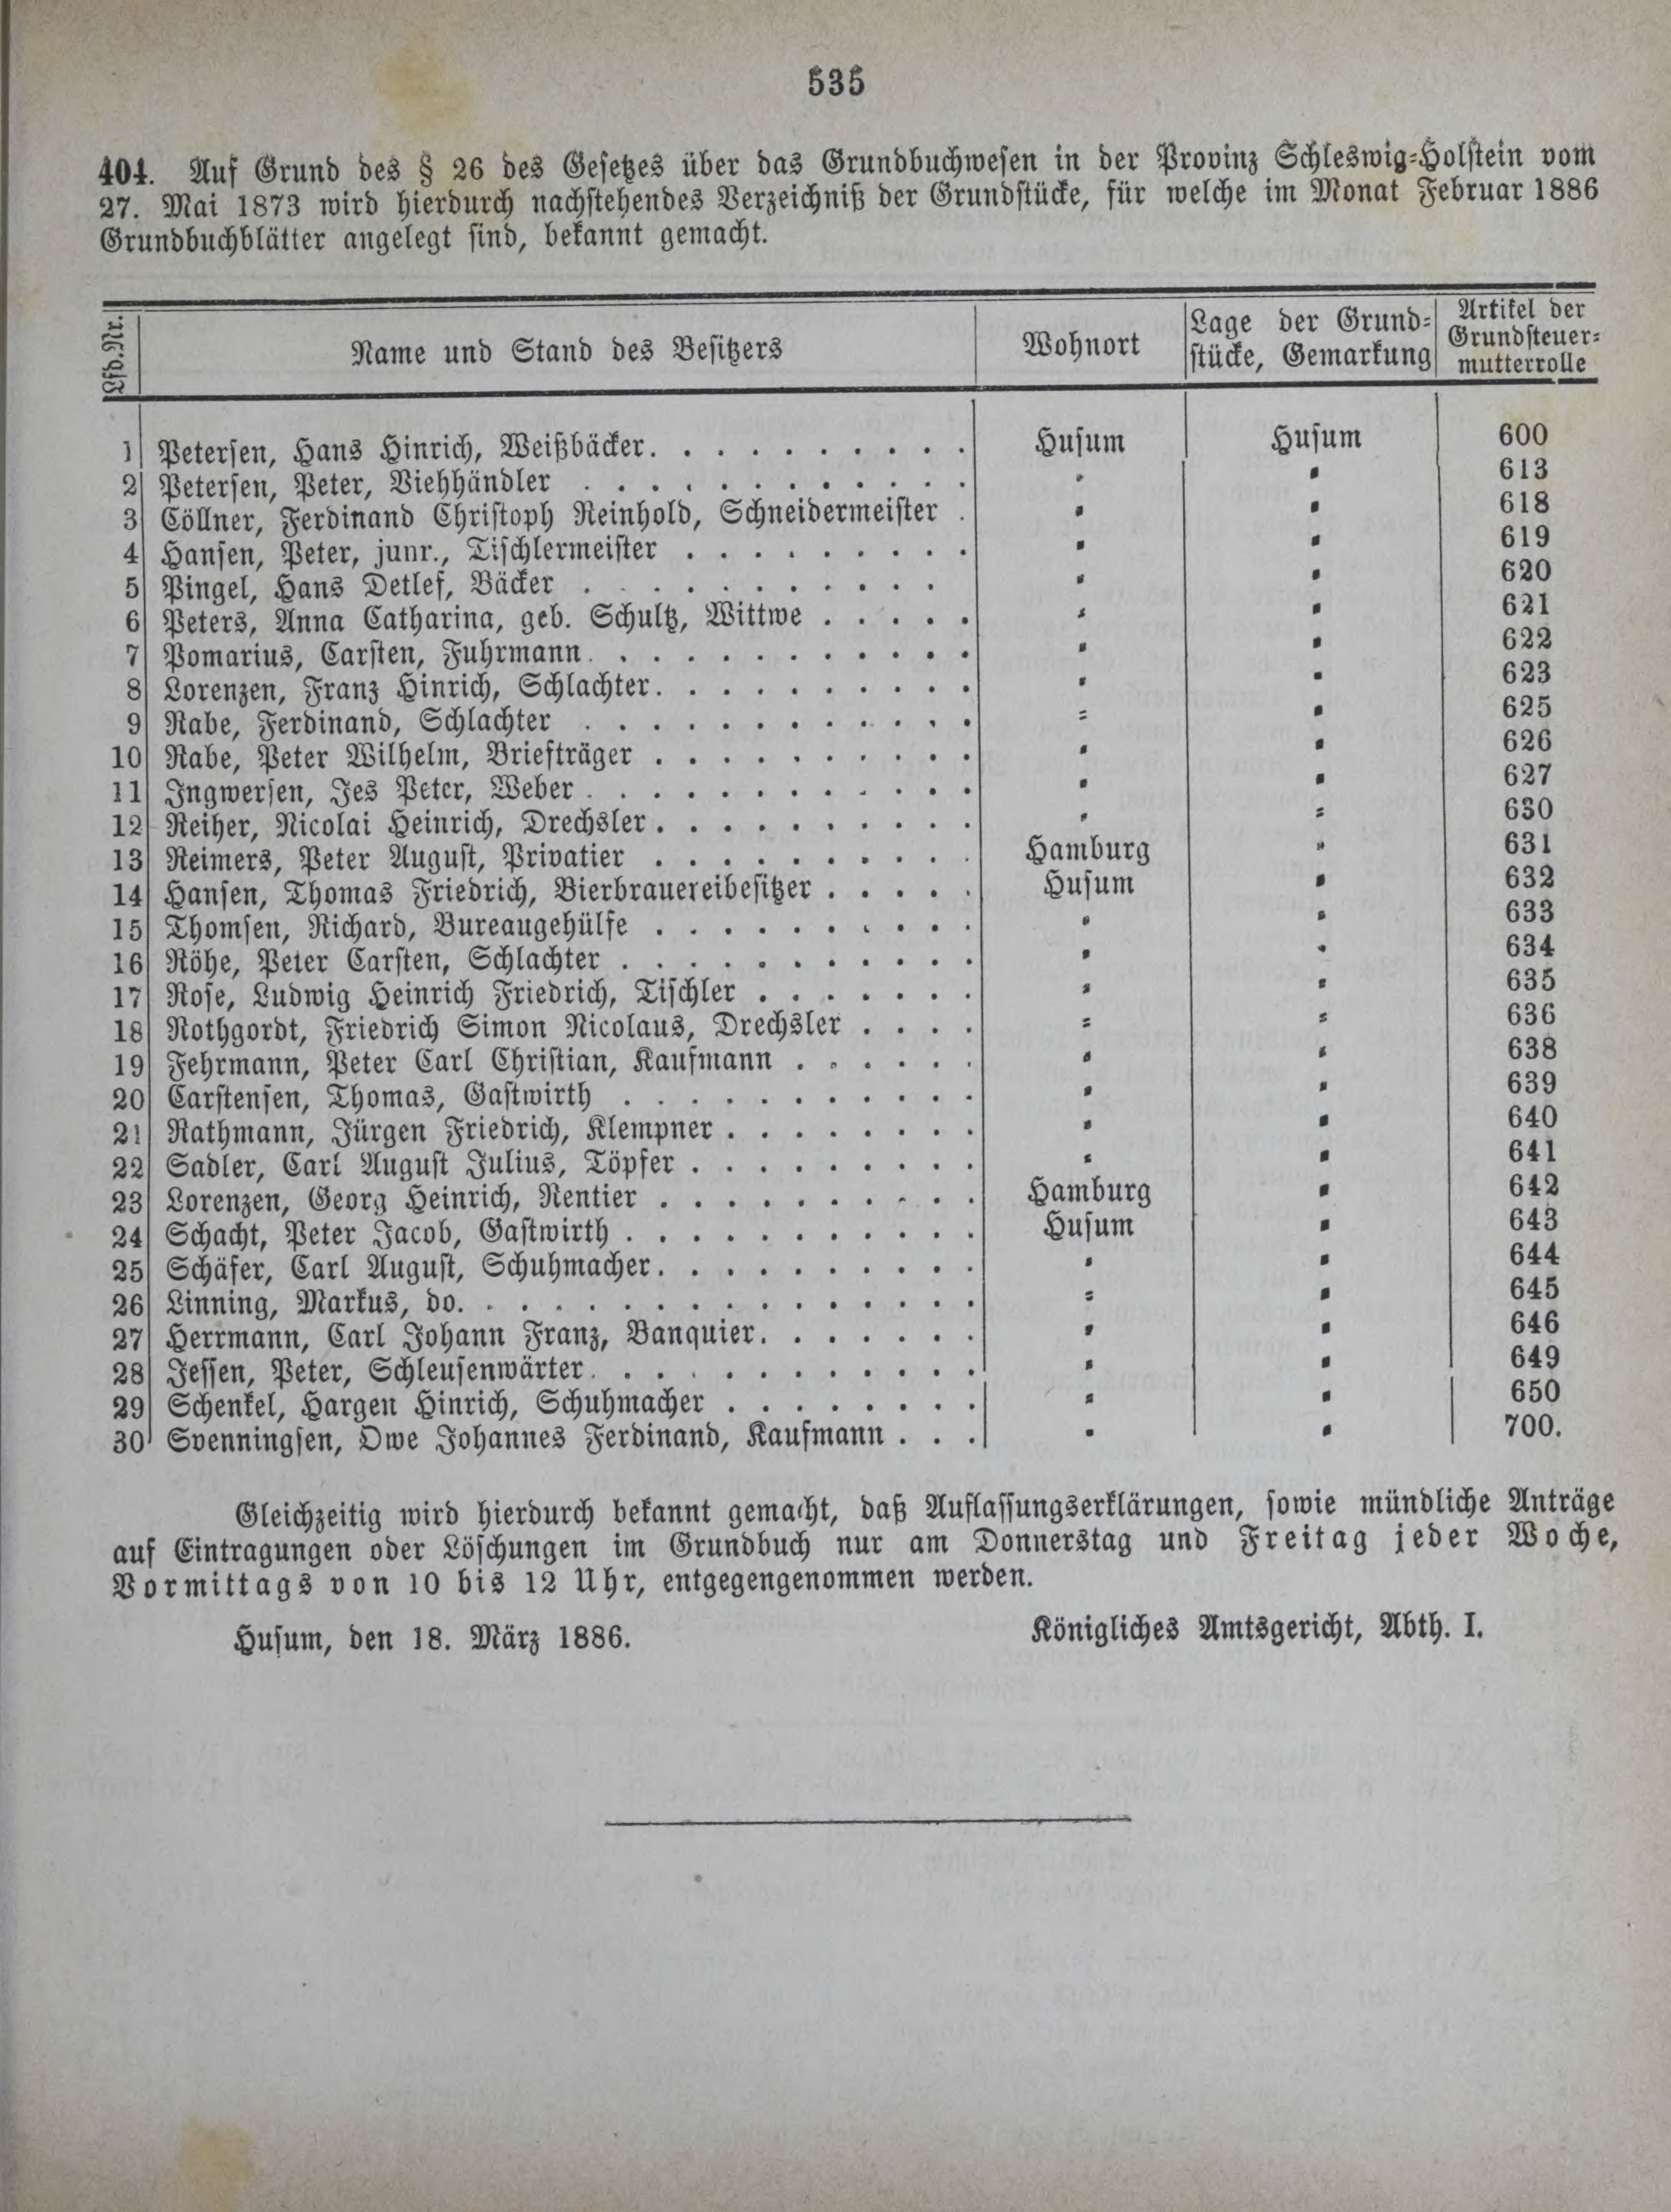 535
404. Auf Grund des § 26 des Gesetzes über das Grundbuchwesen in der Provinz Schleswig-Holstein vom
27. Mai 1873 wird hierdurch nachstehendes Verzeichniß der Grundstücke, für welche im Monat Februar 1886
Grundbuchblätter angelegt sind, bekannt gemacht.
Lfd. Nr. Name und Stand des Besitzers Wohnort Lage der Grund-stücke, Gemarkung Artikel der Grundsteuer-mutterrolle
1 Petersen, Hans Hinrich, Weißbäcker. . . . . . . . . . Husum Husum 600
2 Petersen, Peter, Viehhändler . . . . . . . . . . . . " " 613
3 Cöllner, Ferdinand Christoph Reinhold, Schneidermeister . " " 618
4 Hansen, Peter, junr., Tischlermeister . . . . . . . . . " " 619
5 Pingel, Hans Detlef, Bäcker . . . . . . . . . . . " " 620
6 Peters, Anna Catharina, geb. Schultz, Wittwe . . . . . " " 621
7 Pomarius, Carsten, Fuhrmann. . . . . . . . . . . . " " 622
8 Lorenzen, Franz Hinrich, Schlachter. . . . . . . . . . " " 623
9 Rabe, Ferdinand, Schlachter . . . . . . . . . . . . " " 625
10 Rabe, Peter Wilhelm, Briefträger . . . . . . . . . . " " 626
11 Ingwersen, Jes Peter, Weber . . . . . . . . . . . . " " 627
12 Reiher, Nicolai Heinrich, Drechsler . . . . . . . . . . " " 630
13 Reimers, Peter August, Privatier . . . . . . . . . . Hamburg " 631
14 Hansen, Thomas Friedrich, Bierbrauereibesitzer . . . . . Husum " 632
15 Thomsen, Richard, Bureaugehülfe . . . . . . . . . . " " 633
16 Röhe, Peter Carsten, Schlachter . . . . . . . . . . . " " 634
17 Rose, Ludwig Heinrich Friedrich, Tischler . . . . . . . " " 635
18 Rothgordt, Friedrich Simon Nicolaus, Drechsler . . . . " " 636
19 Fehrmann, Peter Carl Christian, Kaufmann . . . . . . " " 638
20 Carstensen, Thomas, Gastwirth . . . . . . . . . . . " " 639
21 Rathmann, Jürgen Friedrich, Klempner . . . . . . . . " " 640
22 Sadler, Carl August Julius, Töpfer . . . . . . . . . " " 641
23 Lorenzen, Georg Heinrich, Rentier . . . . . . . . . . Hamburg " 642
24 Schacht, Peter Jacob, Gastwirth . . . . . . . . . . . Husum " 643
25 Schäfer, Carl August, Schuhmacher. . . . . . . . . . " " 644
26 Linning, Markus, do. . . . . . . . . . . . . . . . " " 645
27 Herrmann, Carl Johann Franz, Banquier. . . . . . . " " 646
28 Jessen, Peter, Schleusenwärter. . . . . . . . . . . . " " 649
29 Schenkel, Hargen Hinrich, Schuhmacher . . . . . . . . " " 650
30 Svenningsen, Owe Johannes Ferdinand, Kaufmann . . . " " 700.
Gleichzeitig wird hierdurch bekannt gemacht, daß Auflassungserklärungen, sowie mündliche Anträge
auf Eintragungen oder Löschungen im Grundbuch nur am Donnerstag und Freitag jeder Woche,
Vormittags von 10 bis 12 Uhr, entgegengenommen werden.
Husum, den 18. März 1886. Königliches Amtsgericht, Abth. I.